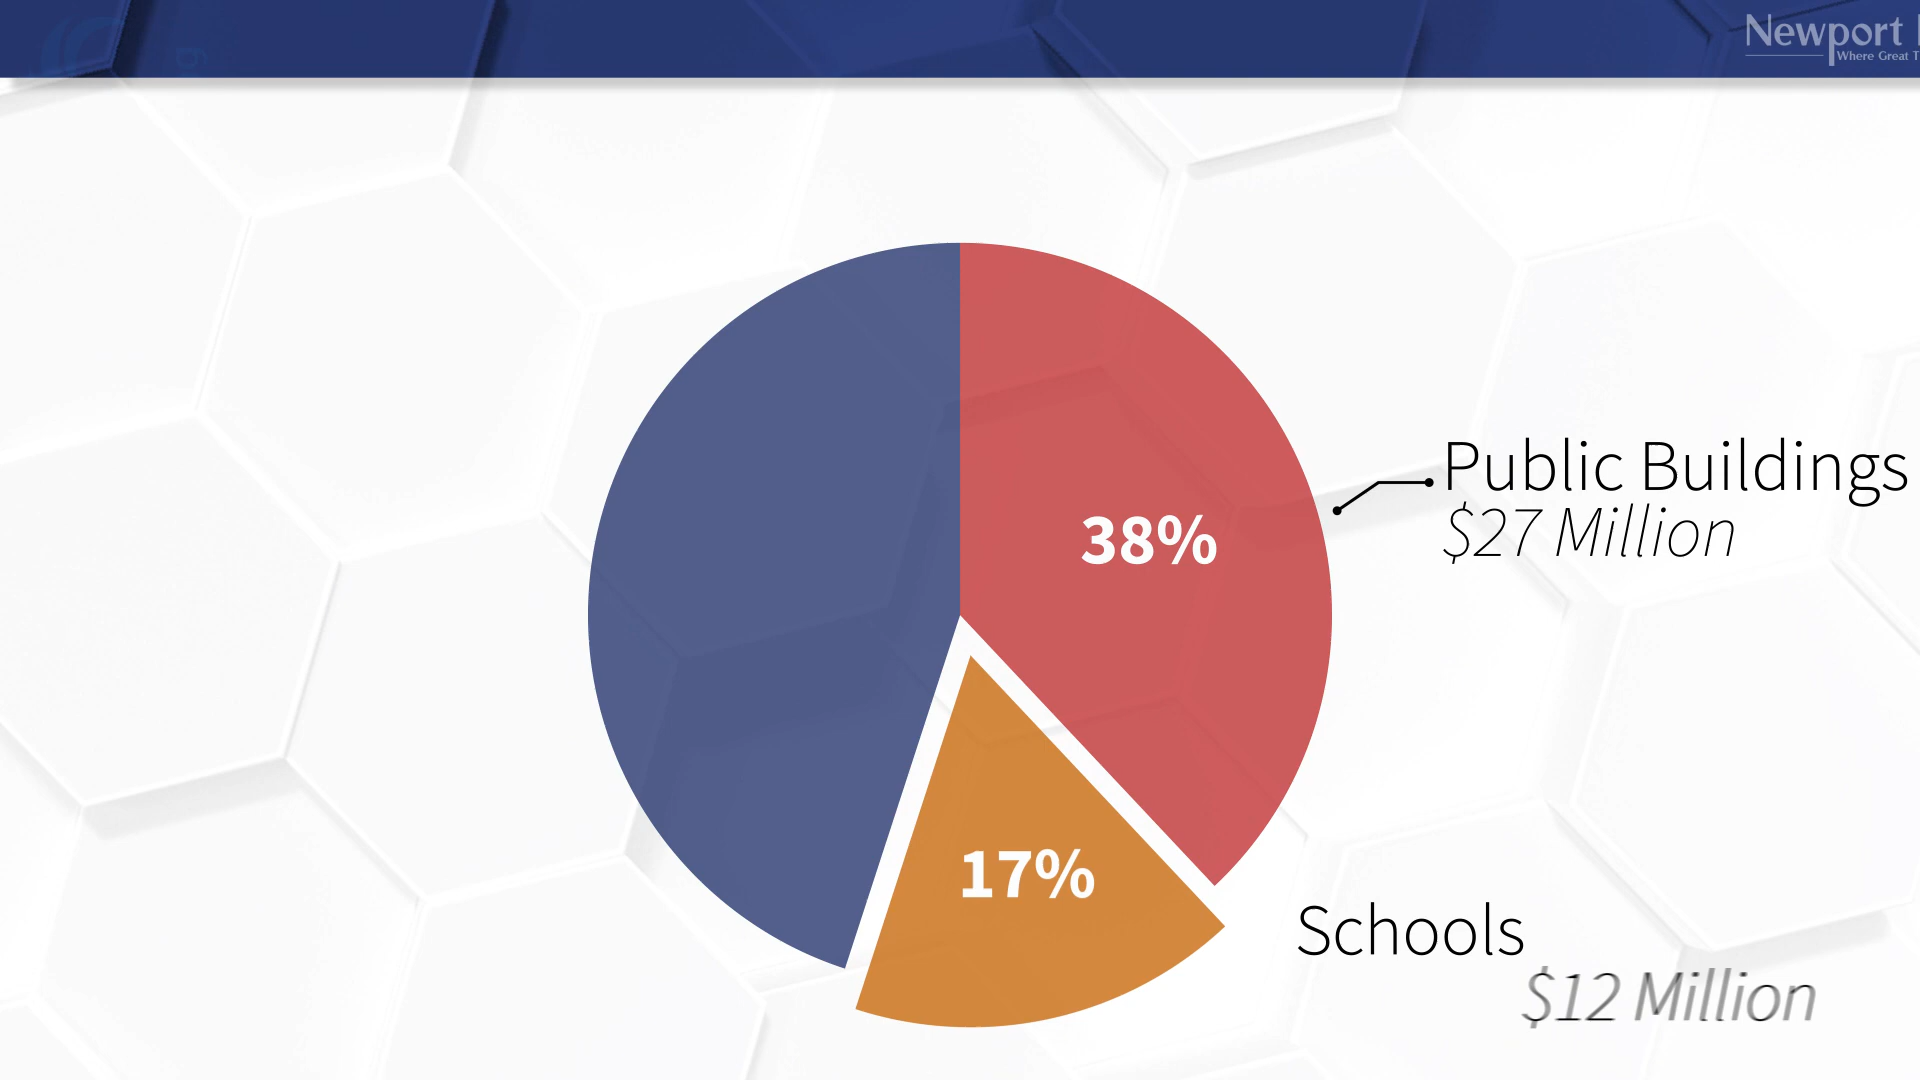 Newport
Where Great
38%
Public Buildings
$27 Million
17%
Schools
$12 Million